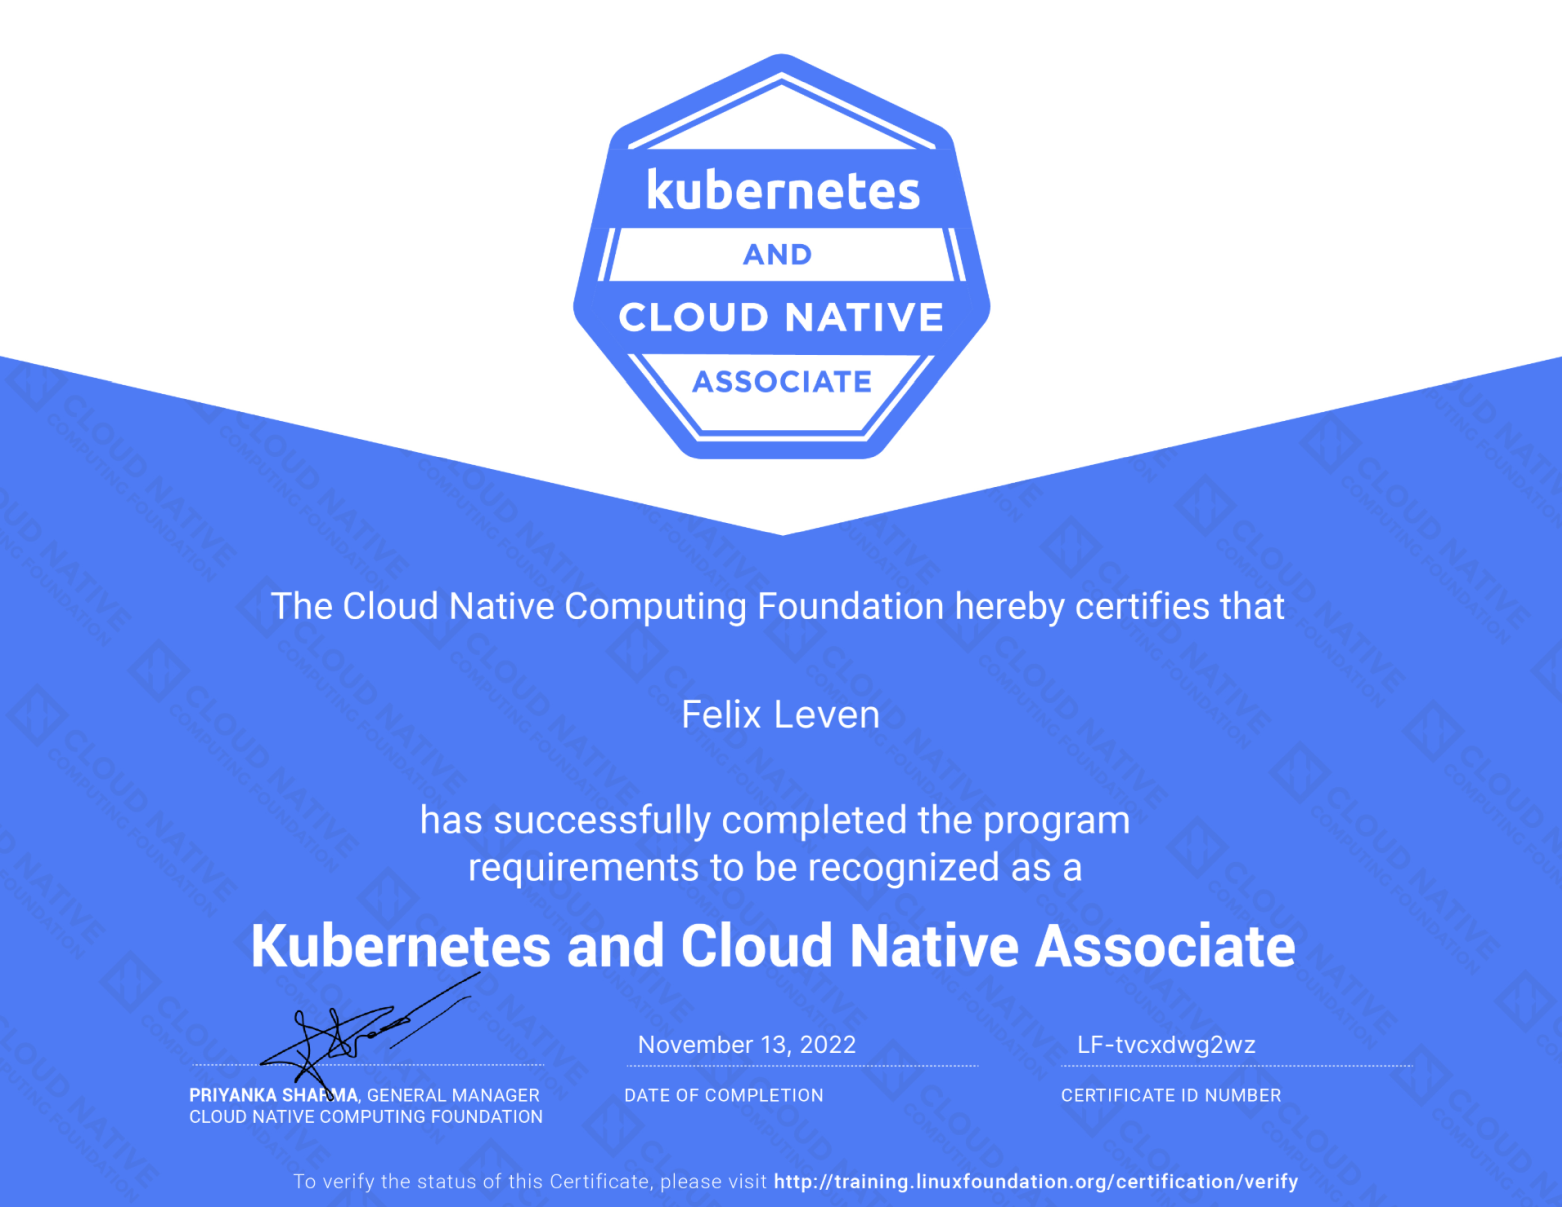 kubernetes
AND
CLOUD NATIVE
ASSOCIATE
The Cloud Native Computing Foundation hereby certifies that
Felix Leven
has successfully completed the program
requirements to be recognized as a
Kubernetes and Cloud Native Associate
November 13, 2022
LF-tvcxdwg2wz
PRIYANKA SHARMA, GENERAL MANAGER
CLOUD NATIVE COMPUTING FOUNDATION
DATE OF COMPLETION
CERTIFICATE ID NUMBER
To verify the status of this Certificate, please visit http://training.linuxfoundation.org/certification/verify